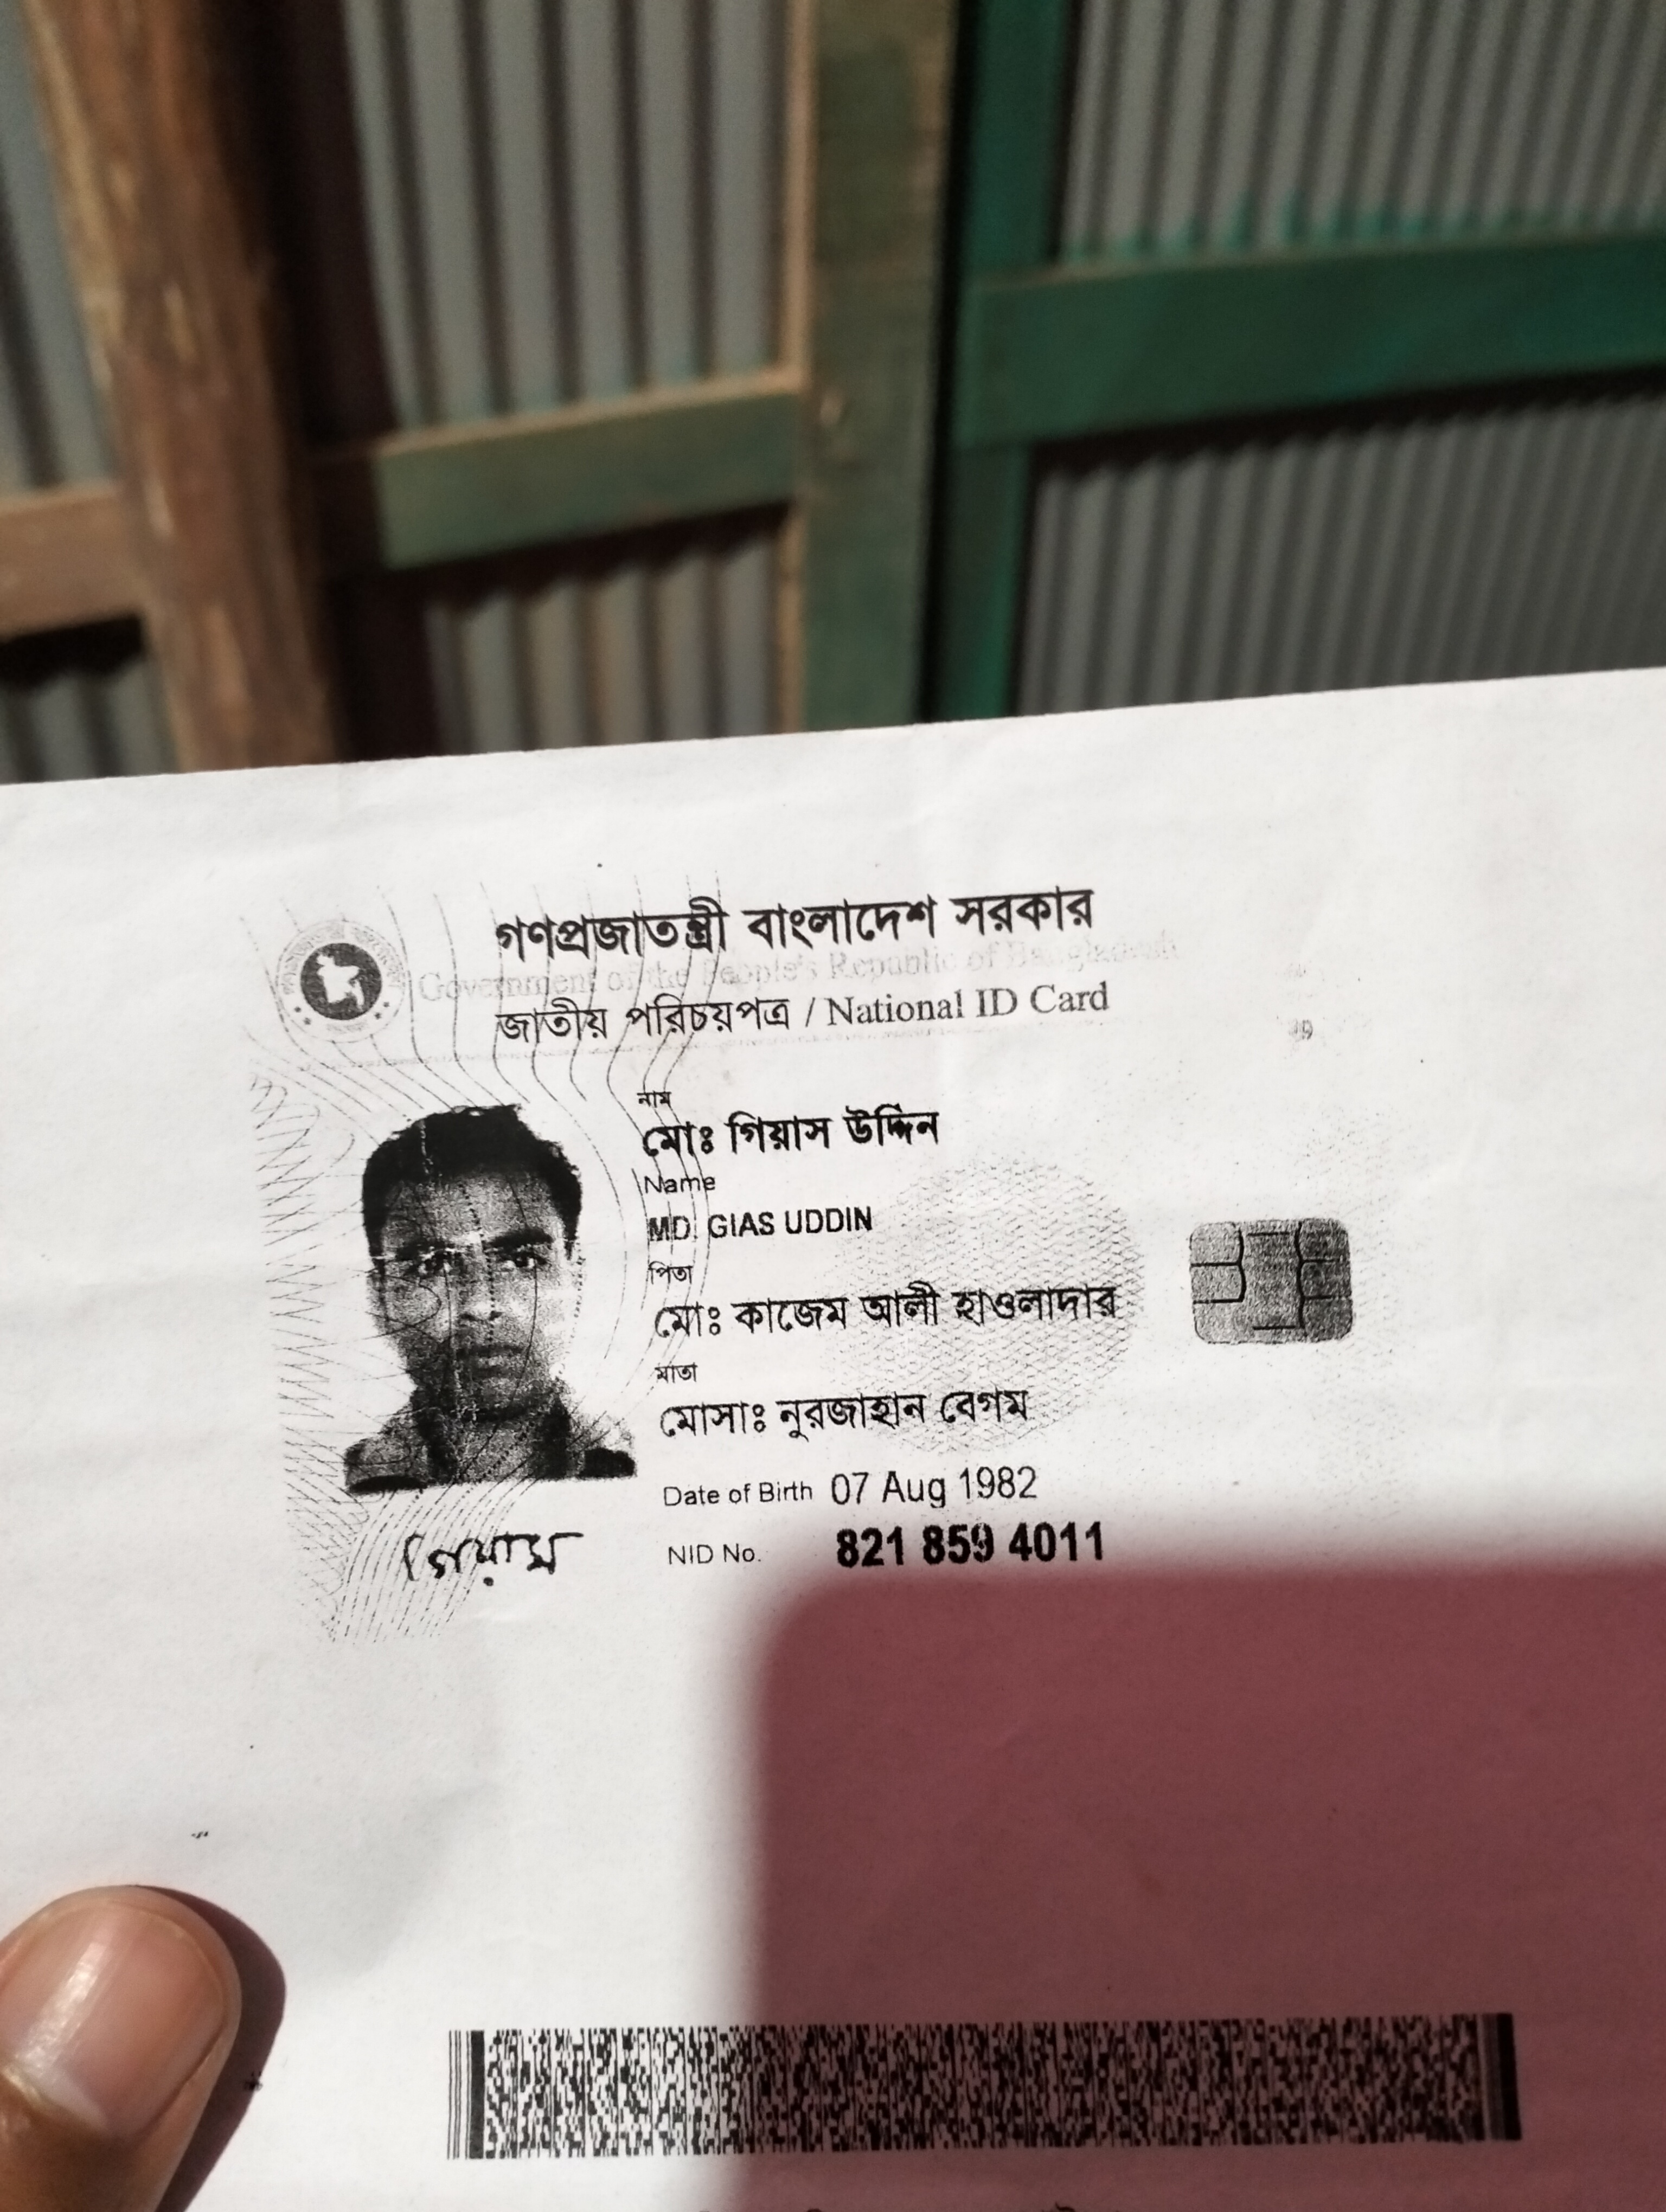 গণপ্রজাতন্ত্রী বাংলাদেশ সরকার
Government of the People's Republic of Bangladesh
জাতীয় পরিচয়পত্র / National ID Card
নাম
মোঃ গিয়াস উদ্দিন
Name
MD. GIAS UDDIN
পিতা
মোঃ কাজেম আলী হাওলাদার
মাতা
মোসাঃ নুরজাহান বেগম
Date of Birth 07 Aug 1982
গিয়াস
NID No. 821 859 4011